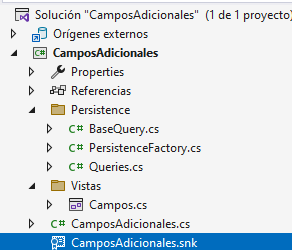 Solución "CamposAdicionales" (1 de 1 proyecto)
Orígenes externos
C# CamposAdicionales
Properties
Referencias
Persistence
C# BaseQuery.cs
C# PersistenceFactory.cs
C# Queries.cs
Vistas
Campos.cs
C# CamposAdicionales.cs
CamposAdicionales.snk